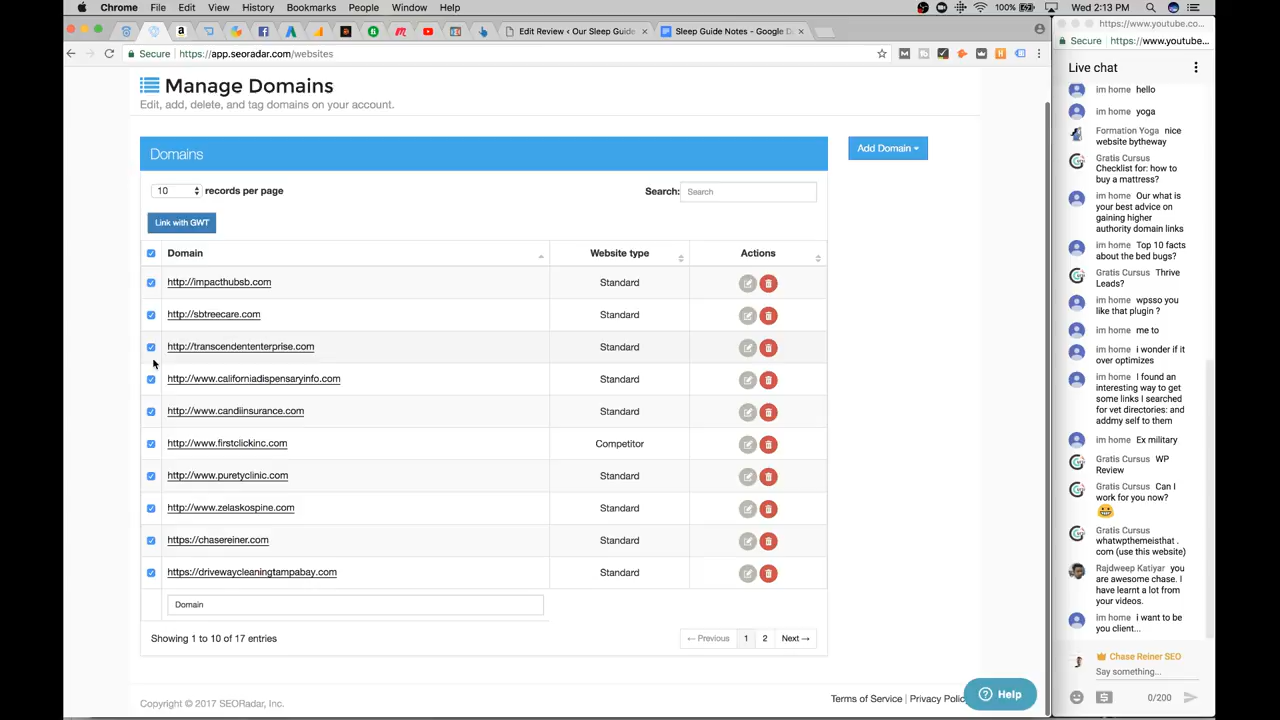 Chrome File Edit View History Bookmarks People Window Help
100% Wed 2:13 PM
Edit Review ‹ Our Sleep Guide
Sleep Guide Notes - Google D
Secure https://app.seoradar.com/websites
Manage Domains
Edit, add, delete, and tag domains on your account.
Domains
Add Domain
10 records per page
Search: Search
Link with GWT
Domain Website type Actions
http://impacthubsb.com Standard
http://sbtreecare.com Standard
http://transcendententerprise.com Standard
http://www.californiadispensaryinfo.com Standard
http://www.candiinsurance.com Standard
http://www.firstclickinc.com Competitor
http://www.puretyclinic.com Standard
http://www.zelaskospine.com Standard
https://chasereiner.com Standard
https://drivewaycleaningtampabay.com Standard
Domain
Showing 1 to 10 of 17 entries
← Previous 1 2 Next →
Terms of Service | Privacy Polic
Copyright © 2017 SEORadar, Inc.
Help
https://www.youtube.co...
Secure https://www.youtube...
Live chat
im home hello
im home yoga
Formation Yoga nice
website bytheway
Gratis Cursus
Checklist for: how to
buy a mattress?
im home Our what is
your best advice on
gaining higher
authority domain links
im home Top 10 facts
about the bed bugs?
Gratis Cursus Thrive
Leads?
im home wpsso you
like that plugin ?
im home me to
im home i wonder if it
over optimizes
im home I found an
interesting way to get
some links I searched
for vet directories: and
addmy self to them
im home Ex military
Gratis Cursus WP
Review
Gratis Cursus Can I
work for you now?
Gratis Cursus
whatwpthemeisthat .
com (use this website)
Rajdweep Katiyar you
are awesome chase. I
have learnt a lot from
your videos.
im home i want to be
you client...
Chase Reiner SEO
Say something...
0/200